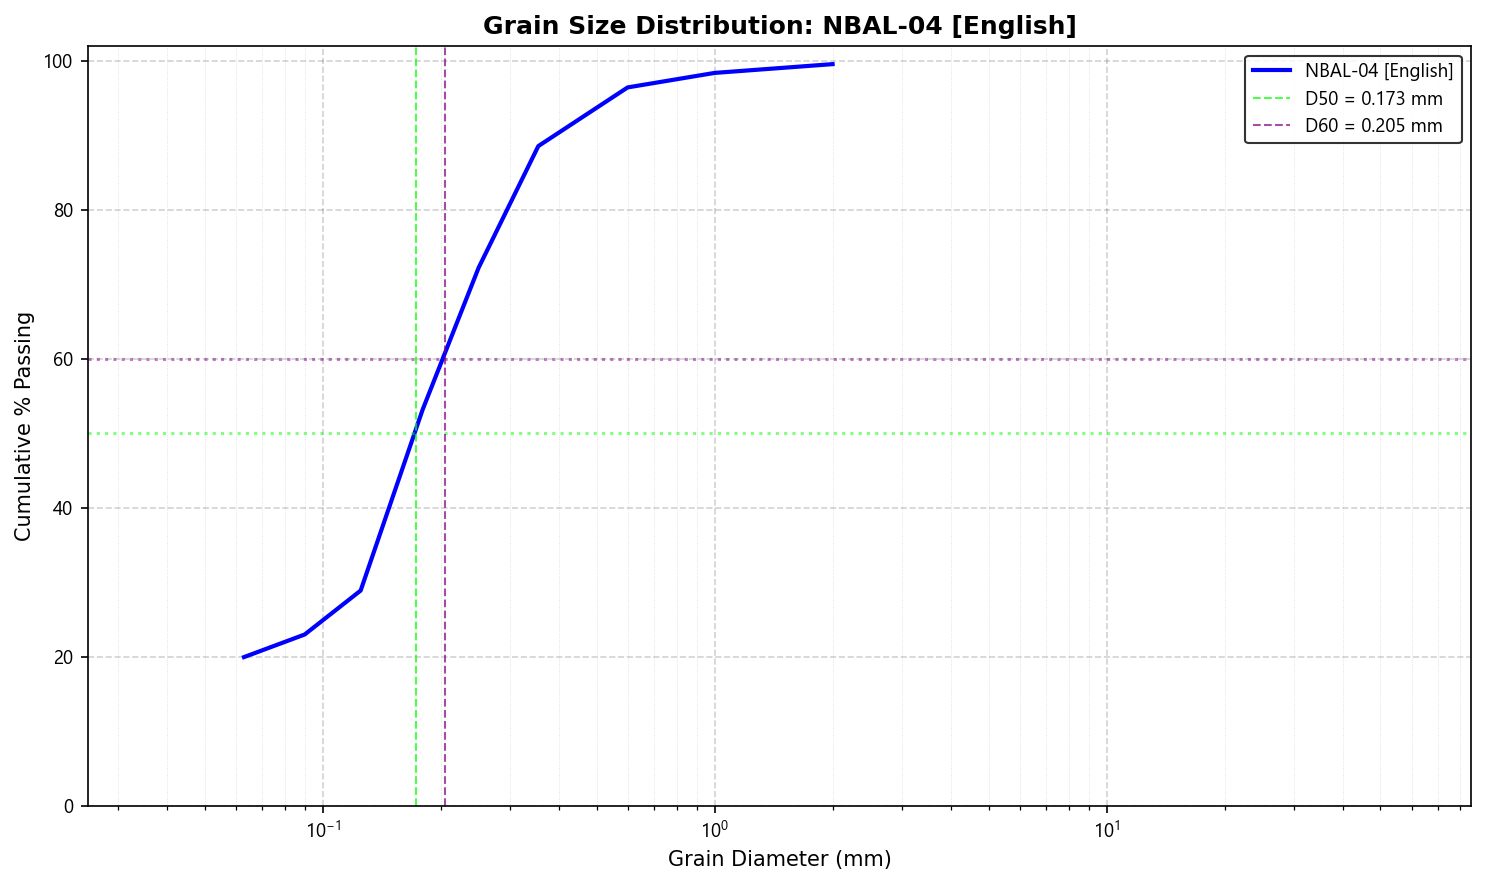 Grain Size Distribution: NBAL-04 [English]
NBAL-04 [English]
D50 = 0.173 mm
D60 = 0.205 mm
Cumulative % Passing
100
80
60
40
20
0
10⁻¹
10⁰
10¹
Grain Diameter (mm)